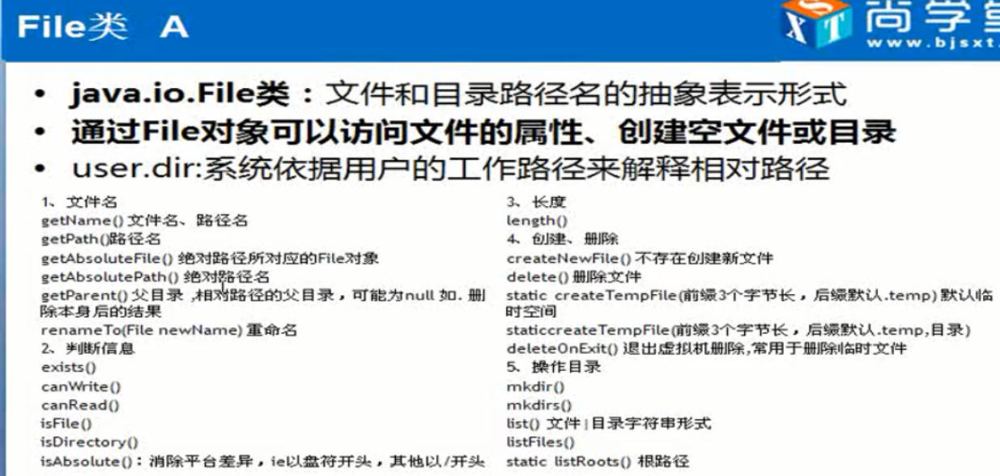 File类 A
尚学堂
www.bjsxt.
• java.io.File类：文件和目录路径名的抽象表示形式
• 通过File对象可以访问文件的属性、创建空文件或目录
• user.dir:系统依据用户的工作路径来解释相对路径
1、文件名
getName() 文件名、路径名
getPath()路径名
getAbsoluteFile() 绝对路径所对应的File对象
getAbsolutePath() 绝对路径名
getParent() 父目录 ,相对路径的父目录，可能为null 如. 删
除本身后的结果
renameTo(File newName) 重命名
2、判断信息
exists()
canWrite()
canRead()
isFile()
isDirectory()
isAbsolute()：消除平台差异，ie以盘符开头，其他以/开头
3、长度
length()
4、创建、删除
createNewFile() 不存在创建新文件
delete() 删除文件
static createTempFile(前缀3个字节长，后缀默认.temp) 默认临
时空间
staticcreateTempFile(前缀3个字节长，后缀默认.temp,目录)
deleteOnExit() 退出虚拟机删除,常用于删除临时文件
5、操作目录
mkdir()
mkdirs()
list() 文件|目录字符串形式
listFiles()
static listRoots() 根路径